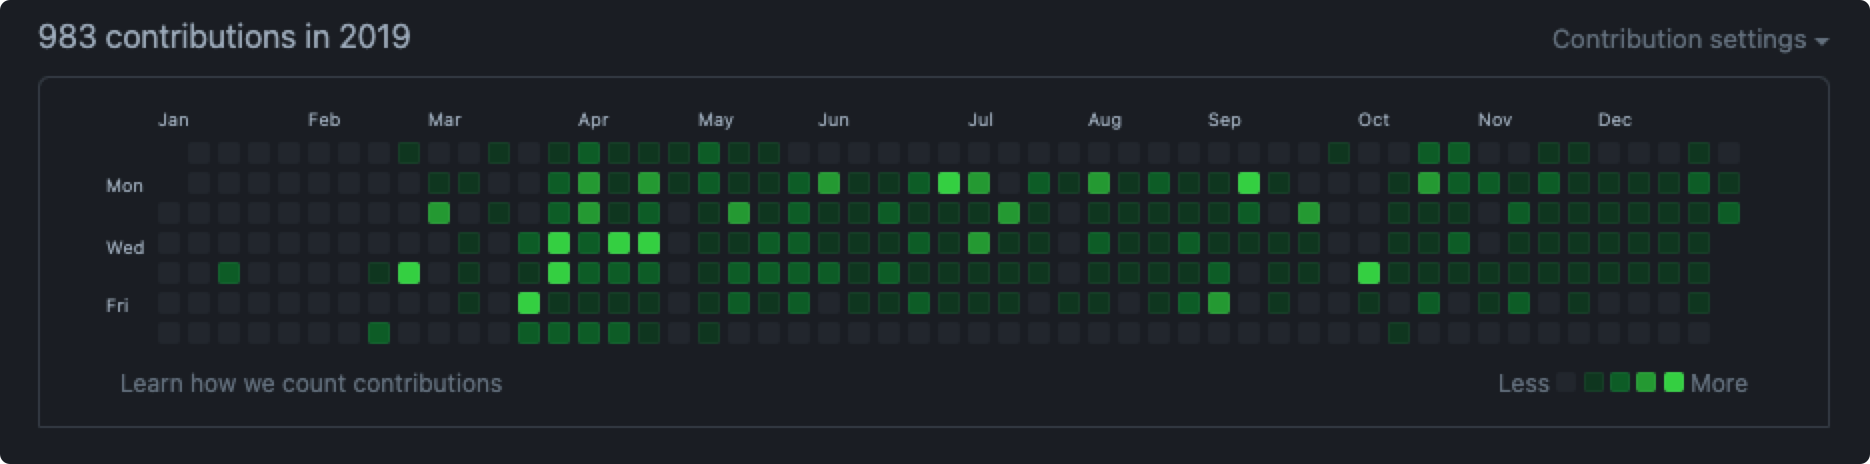 983 contributions in 2019
Contribution settings
Jan Feb Mar Apr May Jun Jul Aug Sep Oct Nov Dec
Mon
Wed
Fri
Learn how we count contributions
Less More